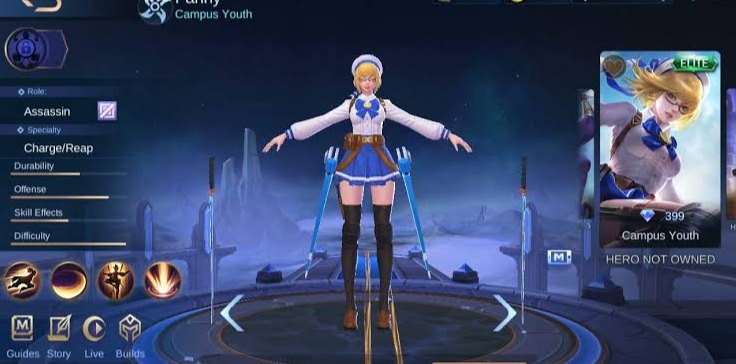 Fanny
Campus Youth
Role:
Assassin
Specialty
Charge/Reap
Durability
Offense
Skill Effects
Difficulty
Guides
Story
Live
Builds
M
ELITE
399
Campus Youth
HERO NOT OWNED